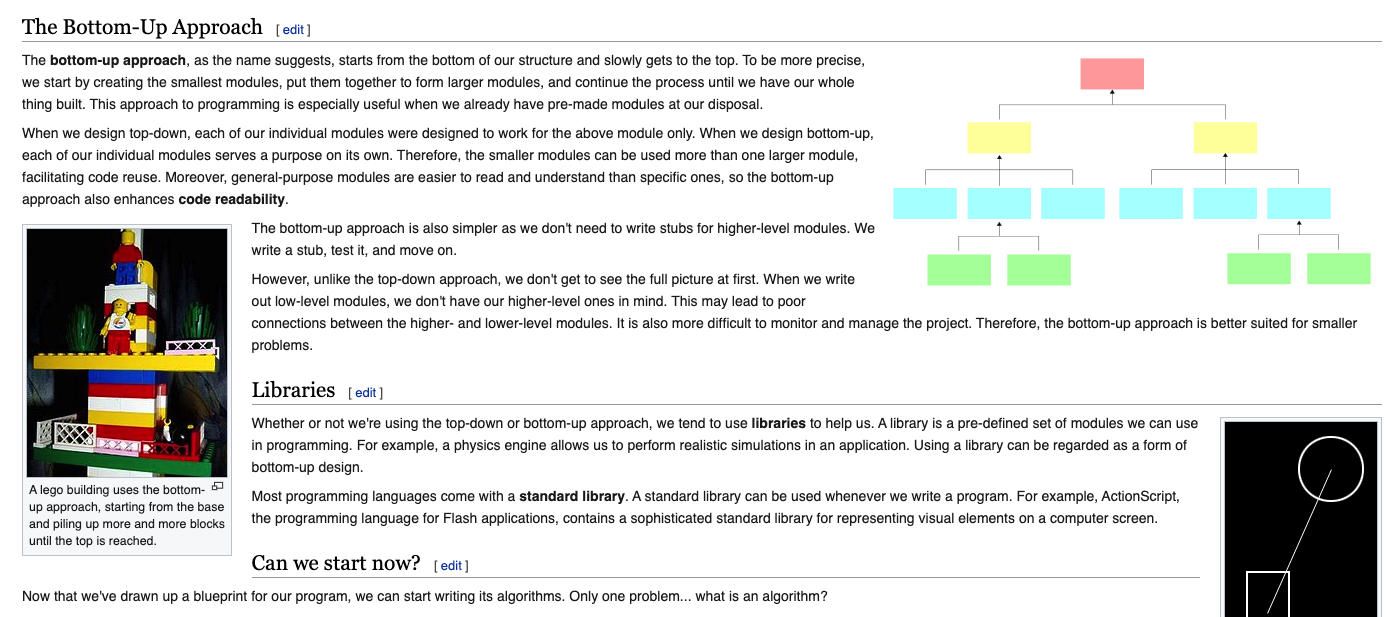 The Bottom-Up Approach [ edit ]
The bottom-up approach, as the name suggests, starts from the bottom of our structure and slowly gets to the top. To be more precise,
we start by creating the smallest modules, put them together to form larger modules, and continue the process until we have our whole
thing built. This approach to programming is especially useful when we already have pre-made modules at our disposal.
When we design top-down, each of our individual modules were designed to work for the above module only. When we design bottom-up,
each of our individual modules serves a purpose on its own. Therefore, the smaller modules can be used more than one larger module,
facilitating code reuse. Moreover, general-purpose modules are easier to read and understand than specific ones, so the bottom-up
approach also enhances code readability.
The bottom-up approach is also simpler as we don't need to write stubs for higher-level modules. We
write a stub, test it, and move on.
However, unlike the top-down approach, we don't get to see the full picture at first. When we write
out low-level modules, we don't have our higher-level ones in mind. This may lead to poor
connections between the higher- and lower-level modules. It is also more difficult to monitor and manage the project. Therefore, the bottom-up approach is better suited for smaller
problems.
A lego building uses the bottom-
up approach, starting from the base
and piling up more and more blocks
until the top is reached.
Libraries [ edit ]
Whether or not we're using the top-down or bottom-up approach, we tend to use libraries to help us. A library is a pre-defined set of modules we can use
in programming. For example, a physics engine allows us to perform realistic simulations in an application. Using a library can be regarded as a form of
bottom-up design.
Most programming languages come with a standard library. A standard library can be used whenever we write a program. For example, ActionScript,
the programming language for Flash applications, contains a sophisticated standard library for representing visual elements on a computer screen.
Can we start now? [ edit ]
Now that we've drawn up a blueprint for our program, we can start writing its algorithms. Only one problem... what is an algorithm?